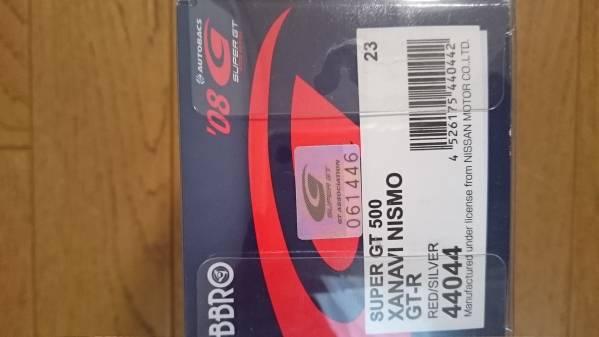 AUTOBACS
SUPER GT
'08
BBRO
SUPER GT
GT ASSOCIATION
061446
23
SUPER GT 500
XANAVI NISMO
GT-R
RED/SILVER
44044
Manufactured under license from NISSAN MOTOR CO.,LTD.
4 526175 440442